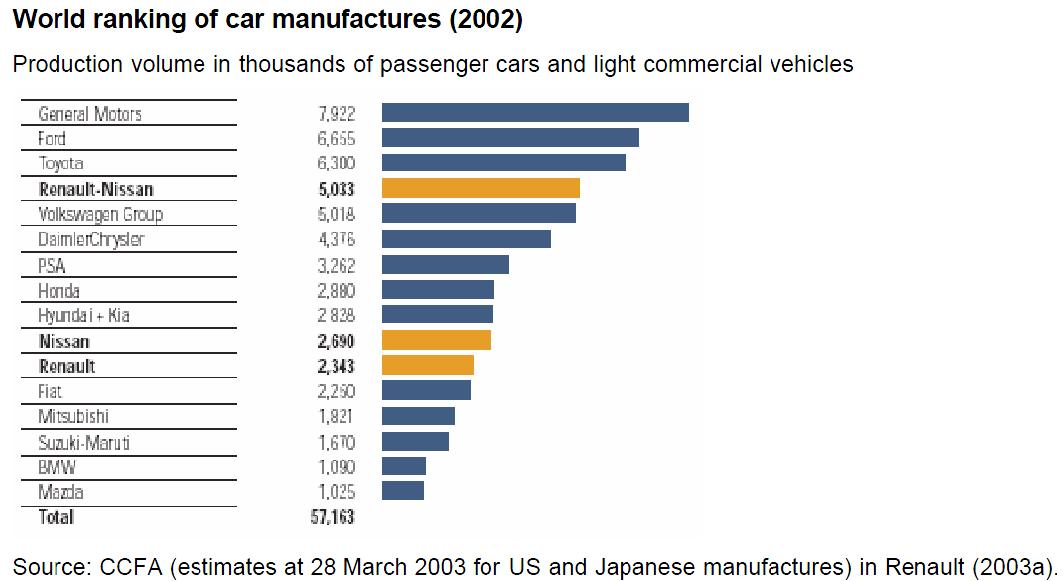 World ranking of car manufactures (2002)
Production volume in thousands of passenger cars and light commercial vehicles
General Motors 7,922
Ford 6,655
Toyota 6,300
Renault-Nissan 5,033
Volkswagen Group 5,018
DaimlerChrysler 4,376
PSA 3,262
Honda 2,880
Hyundai + Kia 2 828
Nissan 2,690
Renault 2,343
Fiat 2,250
Mitsubishi 1,821
Suzuki-Maruti 1,670
BMW 1,090
Mazda 1,025
Total 57,163
Source: CCFA (estimates at 28 March 2003 for US and Japanese manufactures) in Renault (2003a).